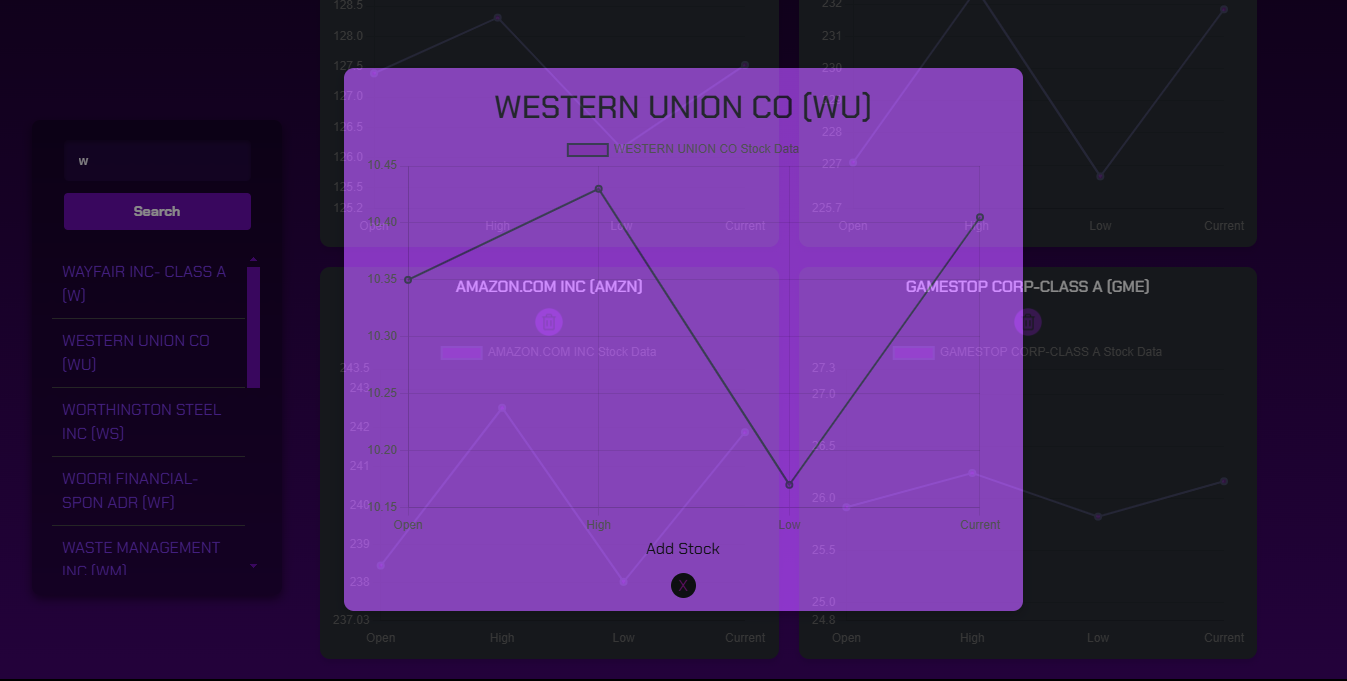 w
Search
WAYFAIR INC- CLASS A
(W)
WESTERN UNION CO
(WU)
WORTHINGTON STEEL
INC (WS)
WOORI FINANCIAL-
SPON ADR (WF)
WASTE MANAGEMENT
INC (WM)
128.5
128.0
127.5
127.0
126.5
126.0
125.5
125.2
Open High Low Current
232
231
230
228
227
225.7
Open High Low Current
WESTERN UNION CO (WU)
WESTERN UNION CO Stock Data
10.45
10.40
10.35
10.30
10.25
10.20
10.15
Open High Low Current
Add Stock
X
AMAZON.COM INC (AMZN)
AMAZON.COM INC Stock Data
243.5
243
242
241
240
239
238
237.03
Open High Low Current
GAMESTOP CORP-CLASS A (GME)
GAMESTOP CORP-CLASS A Stock Data
27.3
27.0
26.5
26.0
25.5
25.0
24.8
Open High Low Current